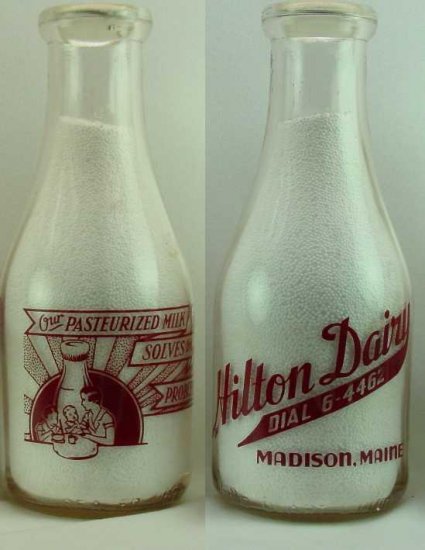 Our PASTEURIZED MILK
SOLVES
Hilton Dairy
DIAL 6-4462
MADISON, MAINE